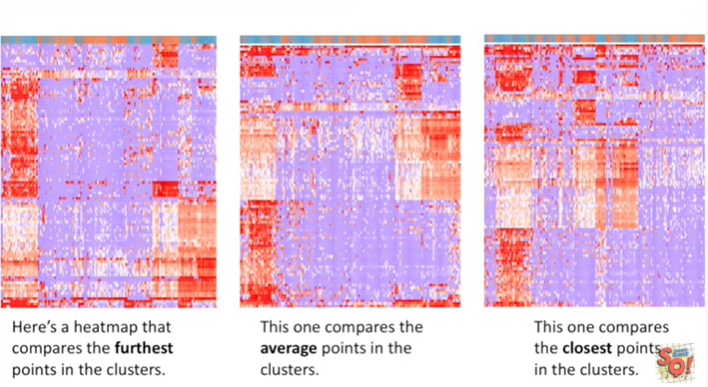 Here's a heatmap that
compares the furthest
points in the clusters.
This one compares the
average points in the
clusters.
This one compares
the closest points
in the clusters.
SQ!